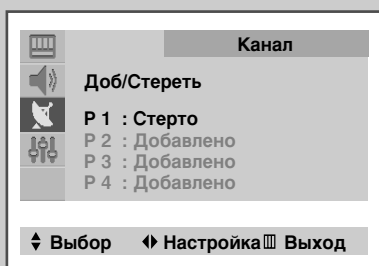 Канал
Доб/Стереть
P 1 : Стерто
P 2 : Добавлено
P 3 : Добавлено
P 4 : Добавлено
Выбор Настройка Выход